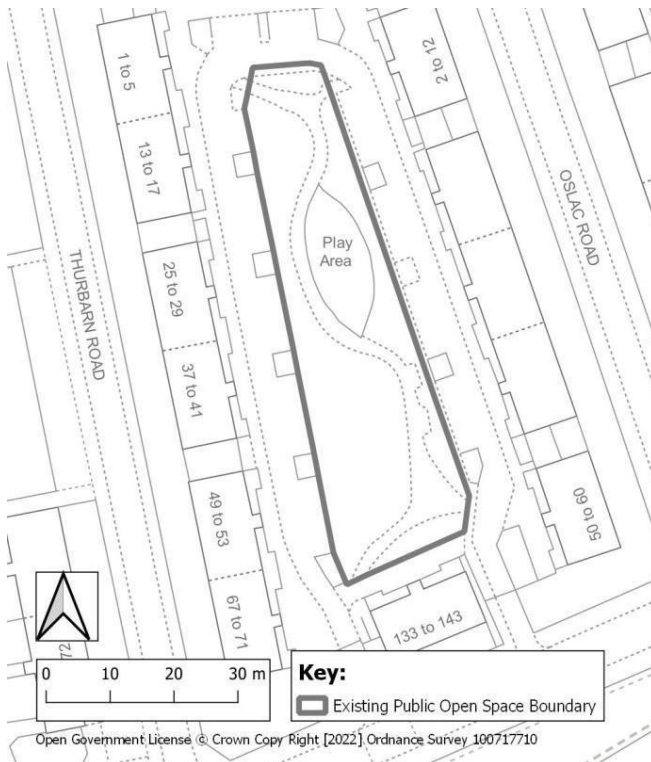 1 to 5
2 to 12
13 to 17
OSLAC ROAD
Play
Area
THURBARN ROAD
25 to 29
37 to 41
49 to 53
50 to 60
67 to 71
72
133 to 143
0 10 20 30 m
Key:
Existing Public Open Space Boundary
Open Government License © Crown Copy Right [2022] Ordnance Survey 100717710